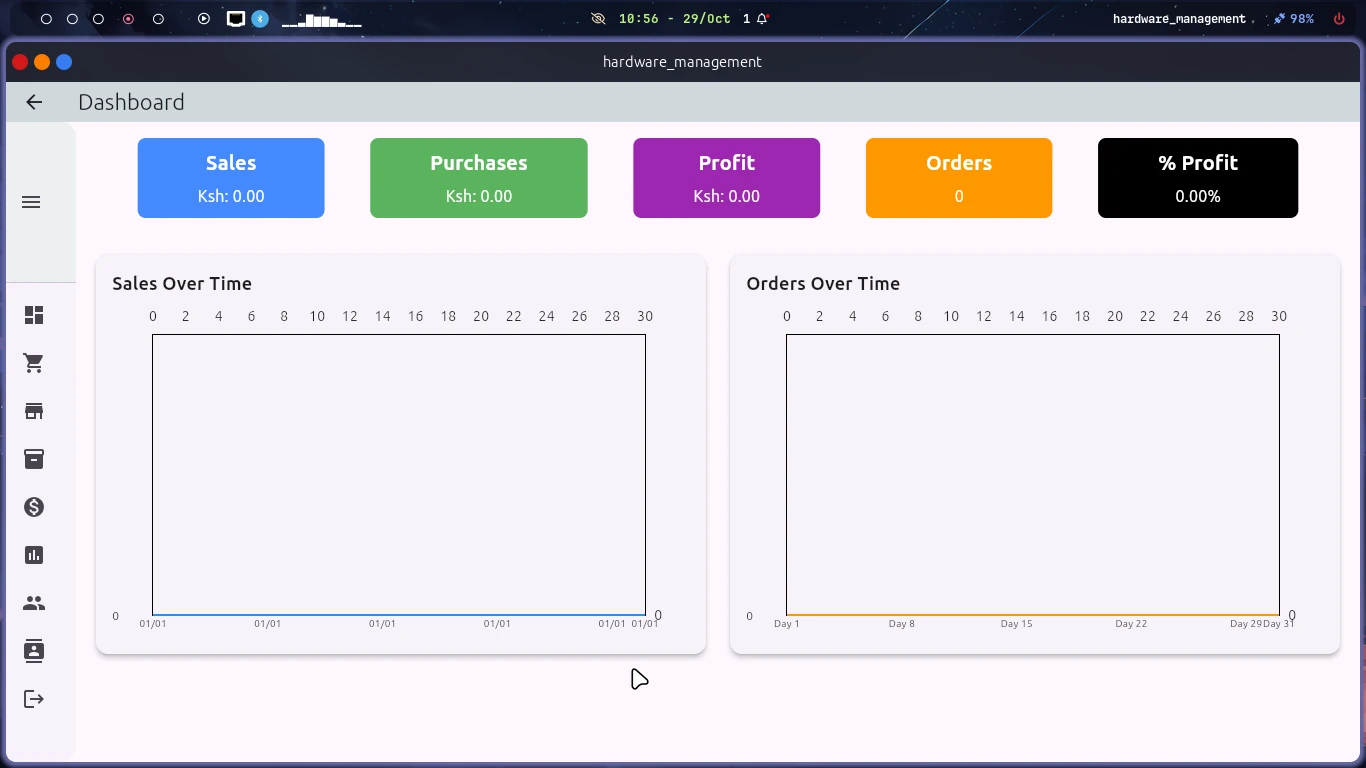 10:56 - 29/Oct 1
hardware_management
98%
hardware_management
Dashboard
Sales
Ksh: 0.00
Purchases
Ksh: 0.00
Profit
Ksh: 0.00
Orders
0
% Profit
0.00%
Sales Over Time
0 2 4 6 8 10 12 14 16 18 20 22 24 26 28 30
0
0
01/01 01/01 01/01 01/01 01/01 01/01
Orders Over Time
0 2 4 6 8 10 12 14 16 18 20 22 24 26 28 30
0
0
Day 1 Day 8 Day 15 Day 22 Day 29 Day 31